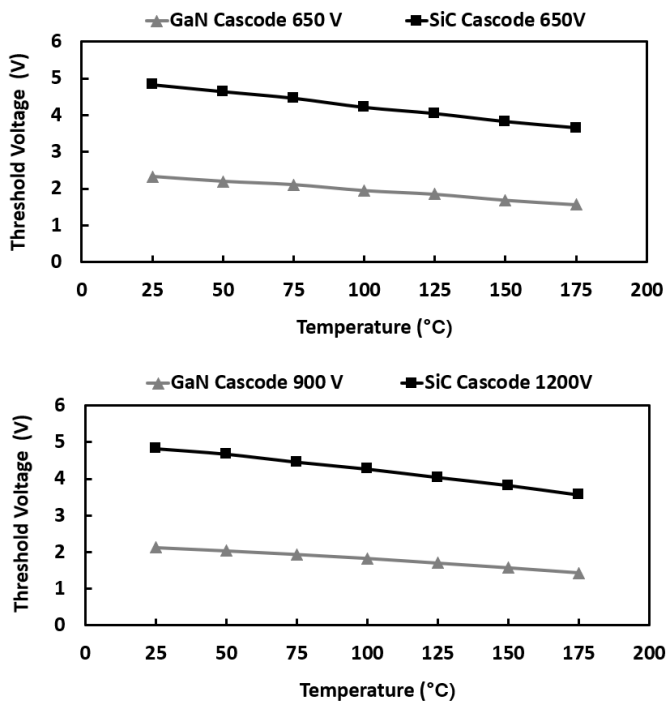 GaN Cascode 650 V SiC Cascode 650V
6
5
4
3
2
1
0
Threshold Voltage (V)
0 25 50 75 100 125 150 175 200
Temperature (°C)
GaN Cascode 900 V SiC Cascode 1200V
6
5
4
3
2
1
0
Threshold Voltage (V)
0 25 50 75 100 125 150 175 200
Temperature (°C)